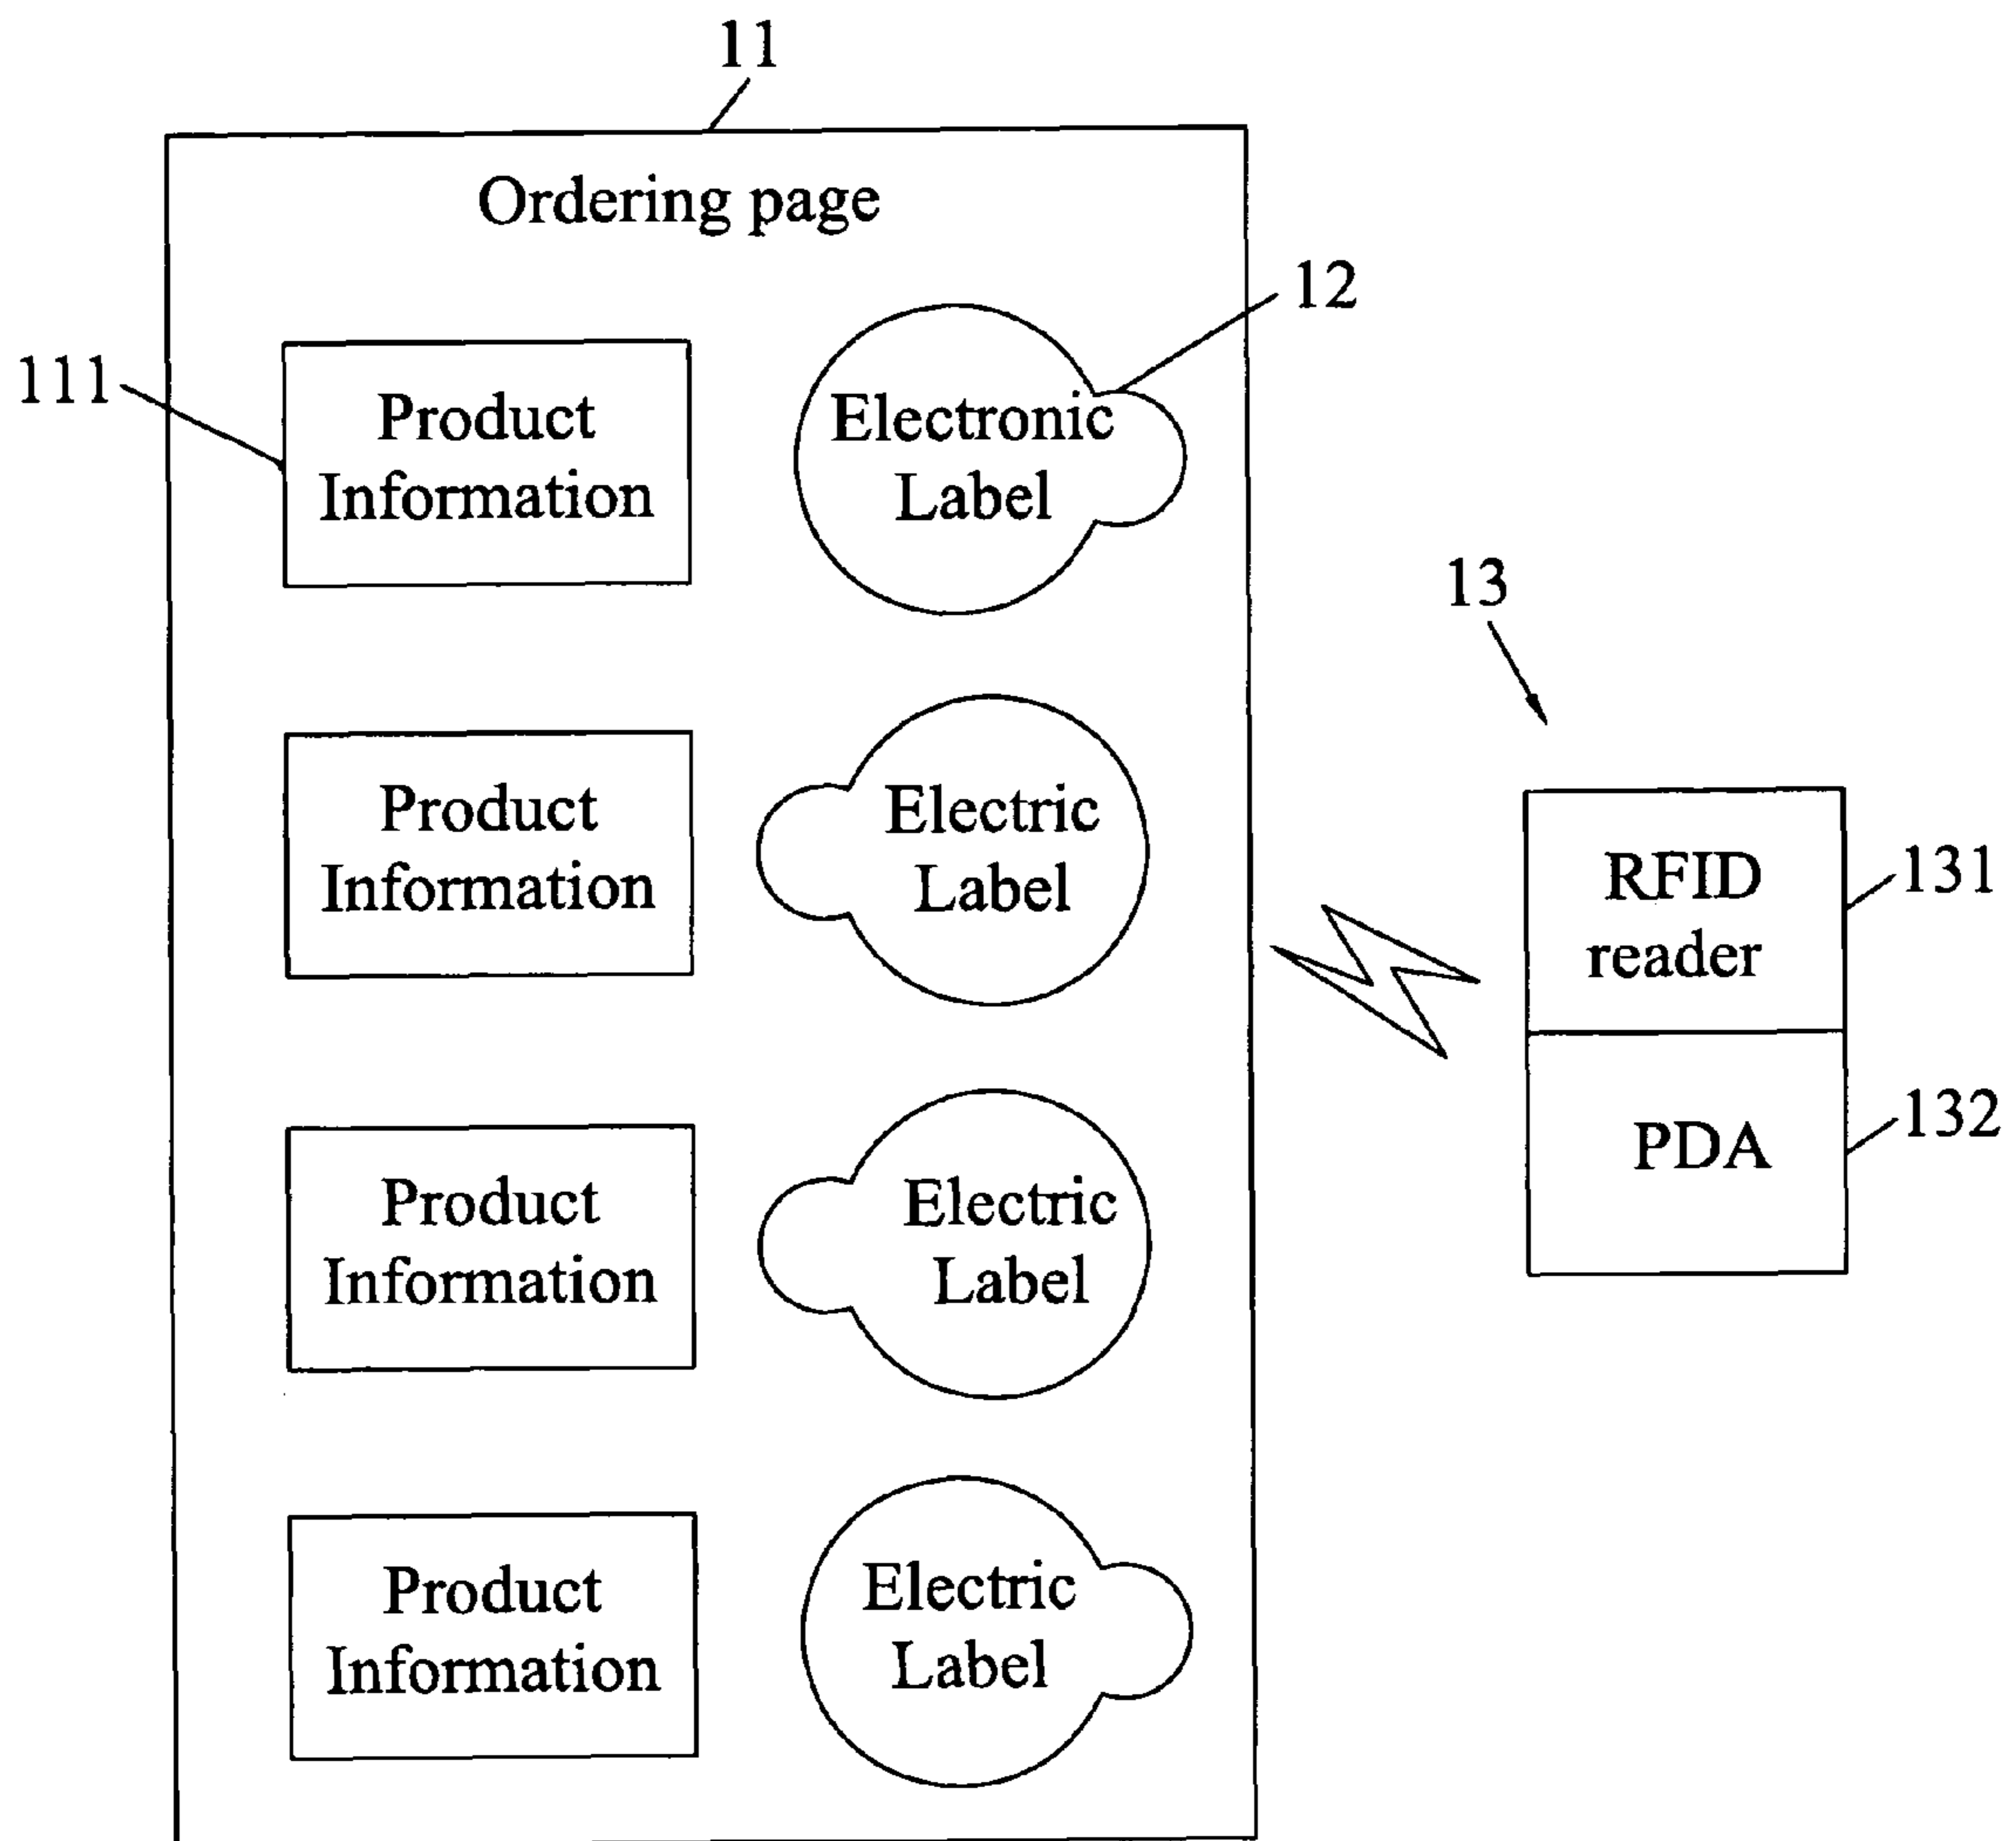 11
Ordering page
12
111
Product
Information
Electronic
Label
13
Product
Information
Electric
Label
RFID
reader
131
Product
Information
Electric
Label
PDA
132
Product
Information
Electric
Label